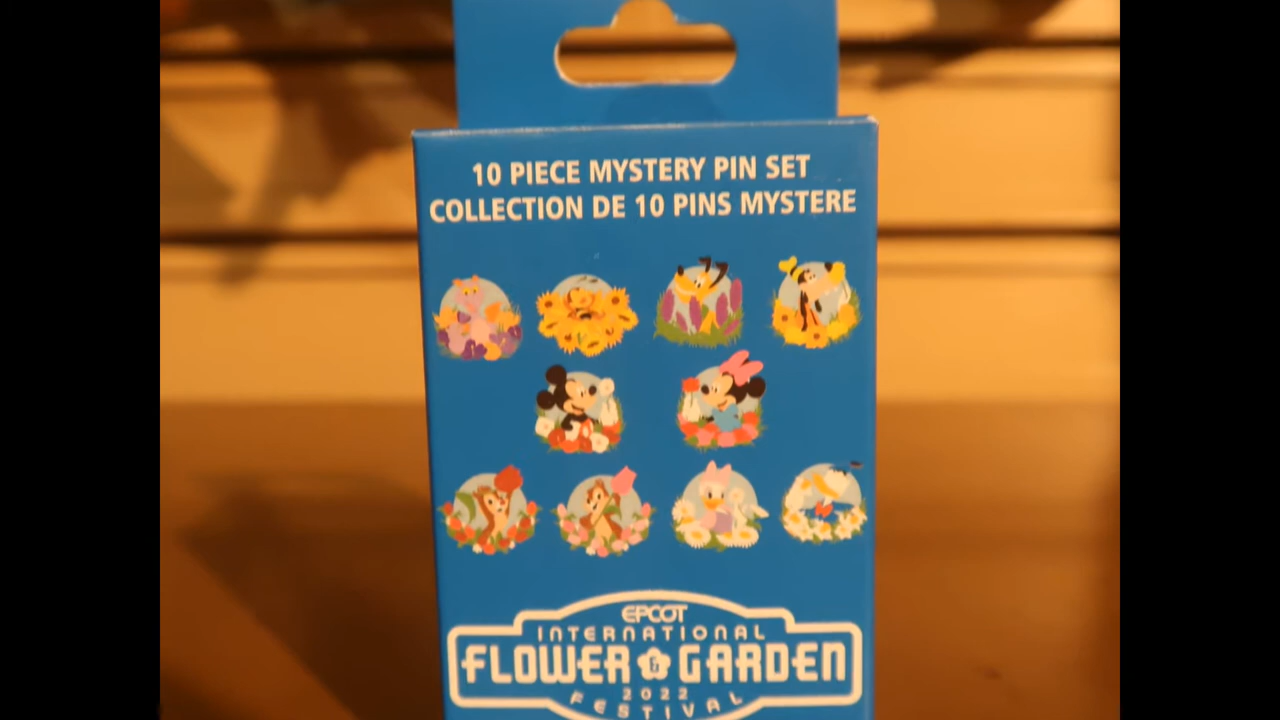 10 PIECE MYSTERY PIN SET
COLLECTION DE 10 PINS MYSTERE
EPCOT
INTERNATIONAL
FLOWER & GARDEN
2022
FESTIVAL